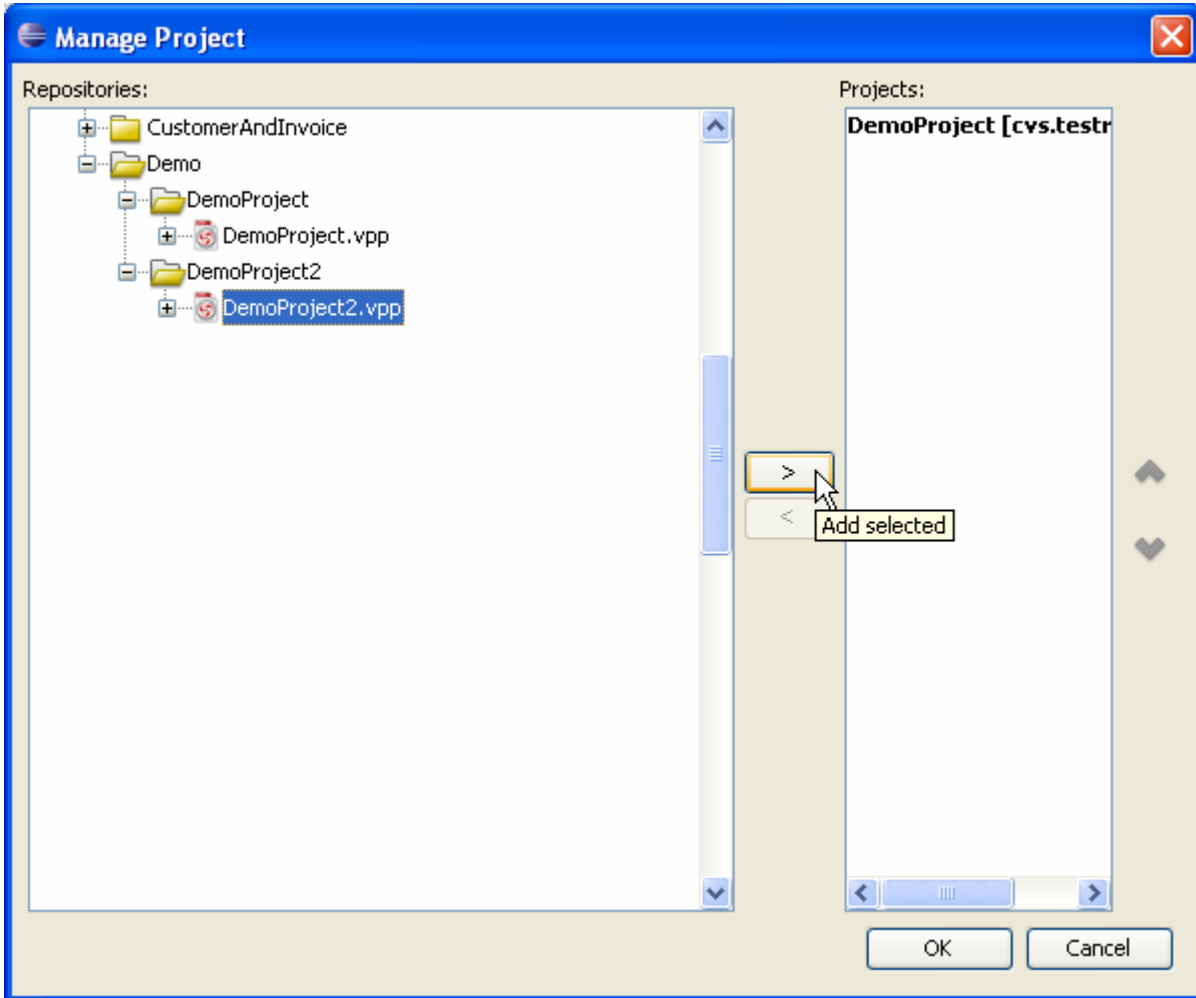 Manage Project
Repositories:
Projects:
CustomerAndInvoice
DemoProject [cvs.testr
Demo
DemoProject
DemoProject.vpp
DemoProject2
DemoProject2.vpp
>
<
Add selected
OK
Cancel